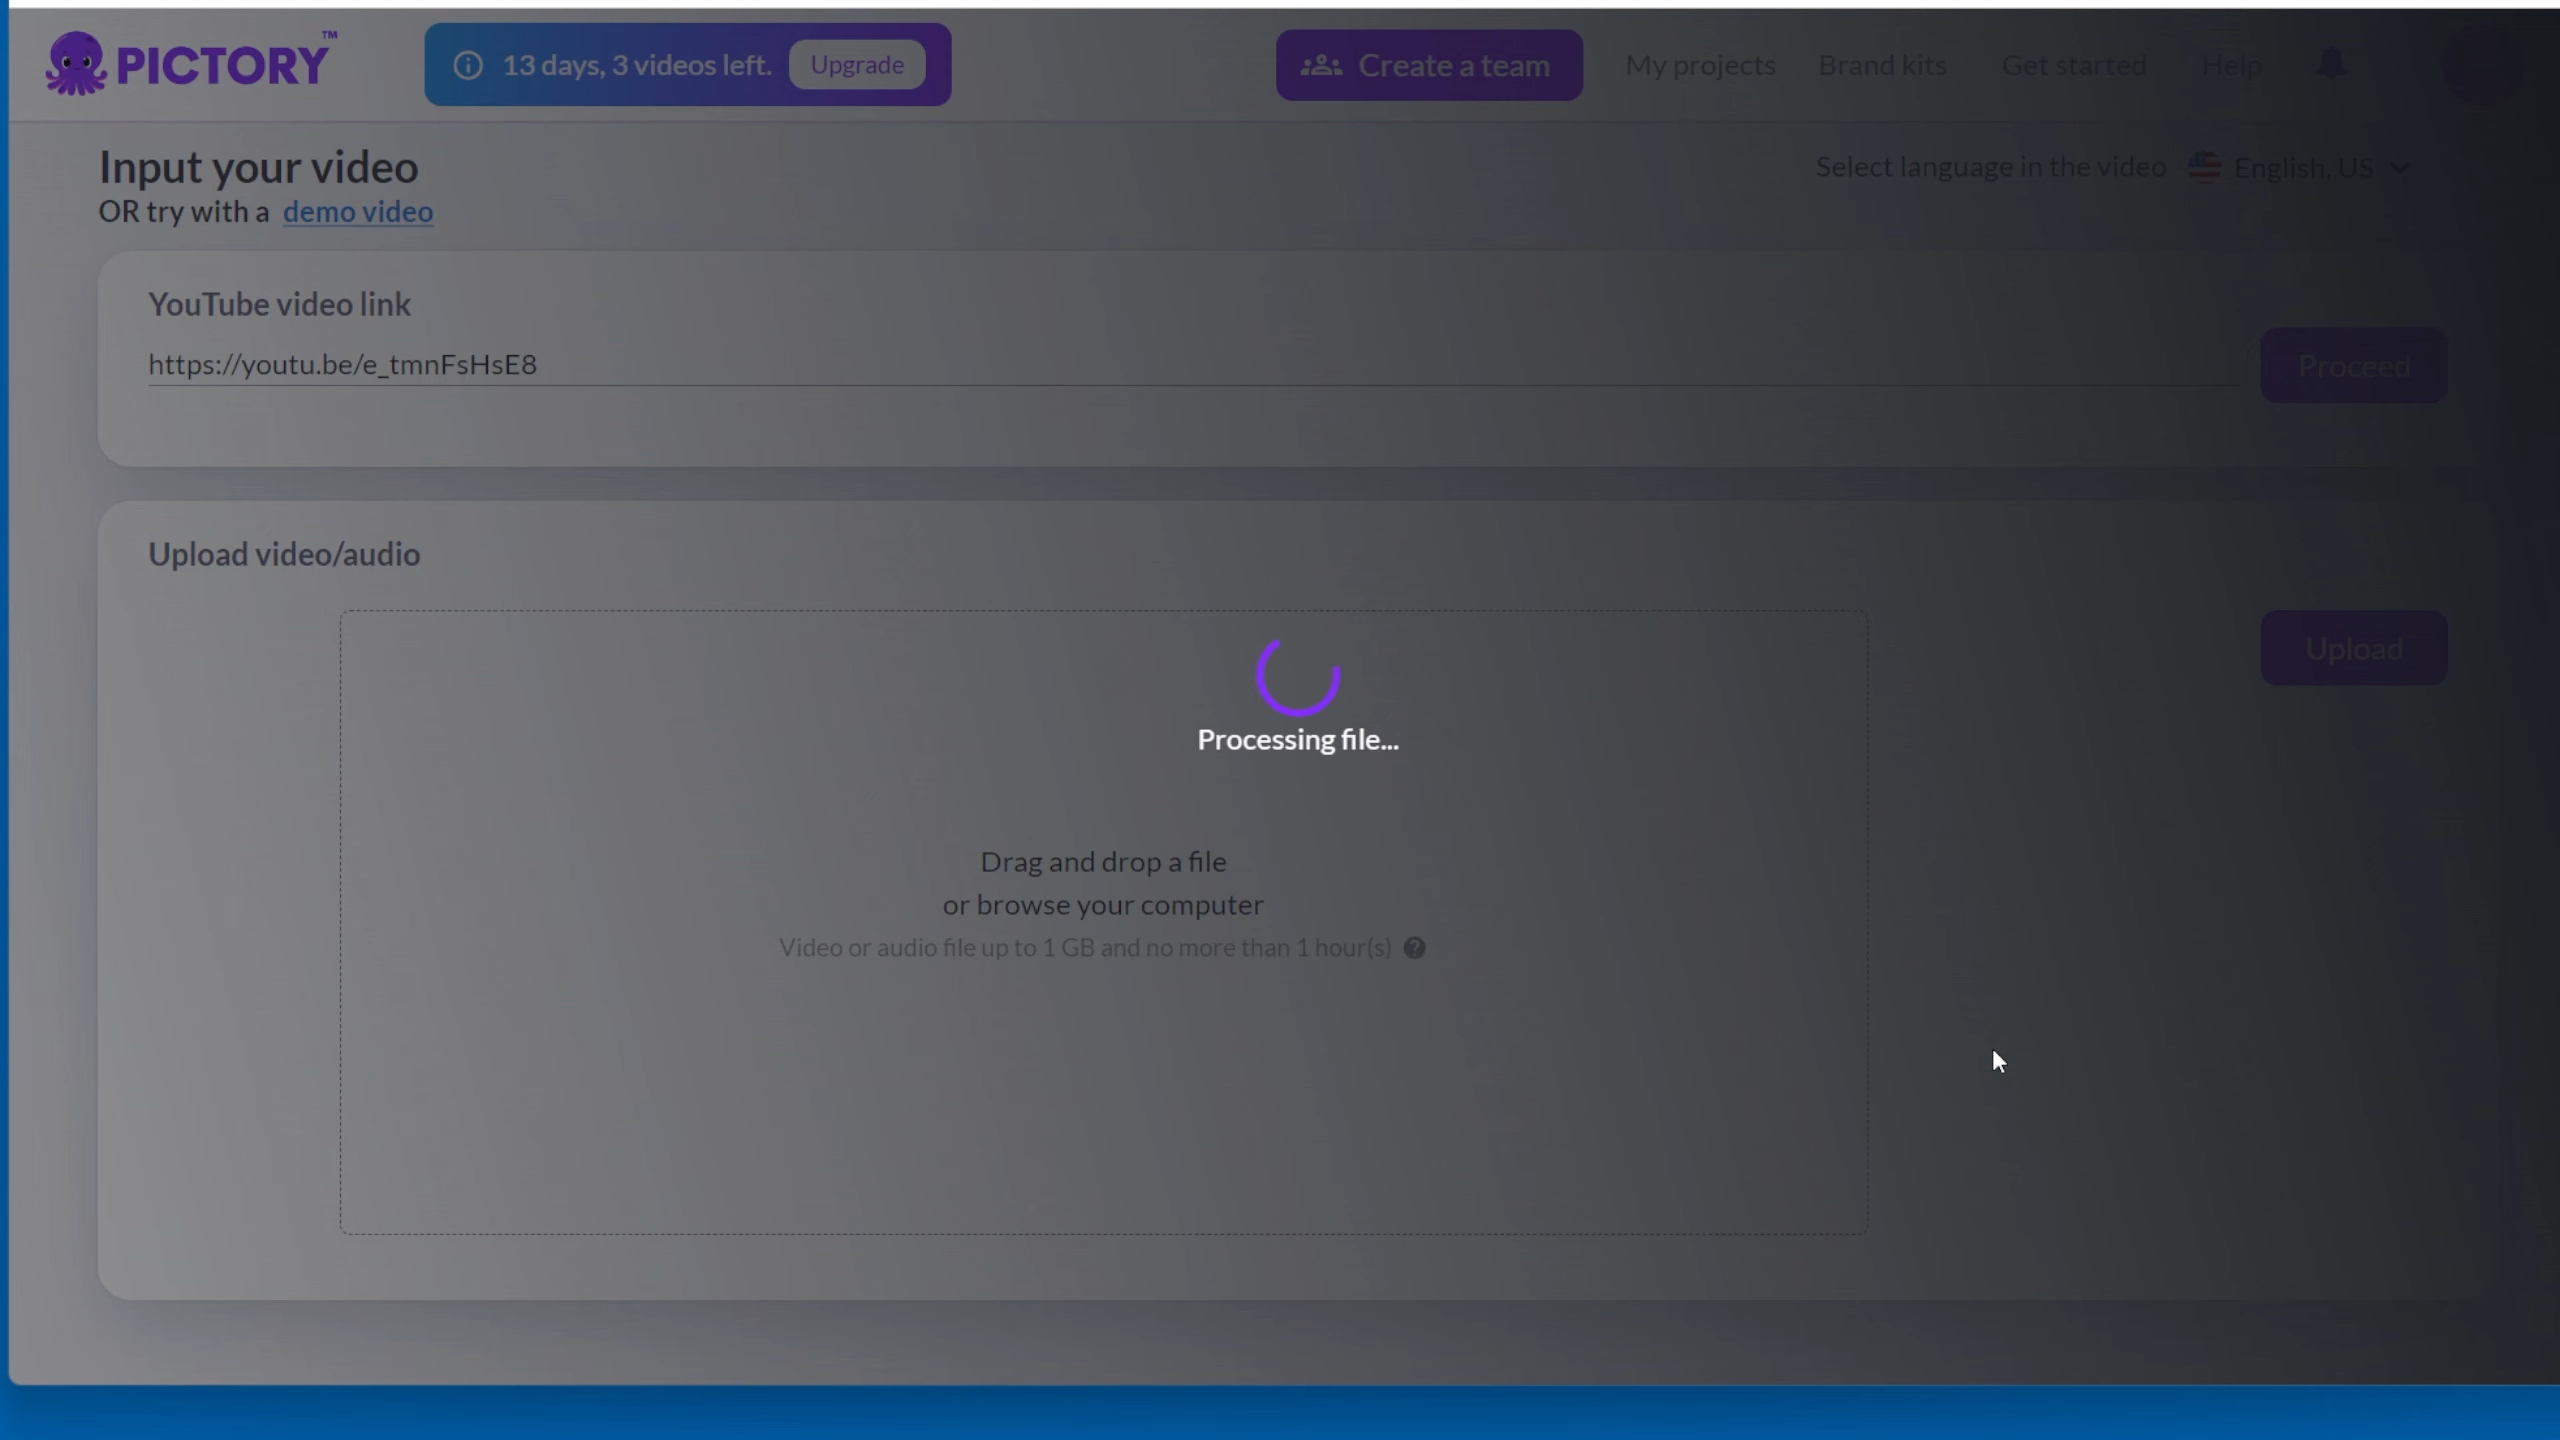 PICTORY™
13 days, 3 videos left. Upgrade
Create a team
My projects
Brand kits
Get started
Help
Input your video
OR try with a demo video
Select language in the video English, US
YouTube video link
https://youtu.be/e_tmnFsHsE8
Proceed
Upload video/audio
Upload
Processing file...
Drag and drop a file
or browse your computer
Video or audio file up to 1 GB and no more than 1 hour(s) ?